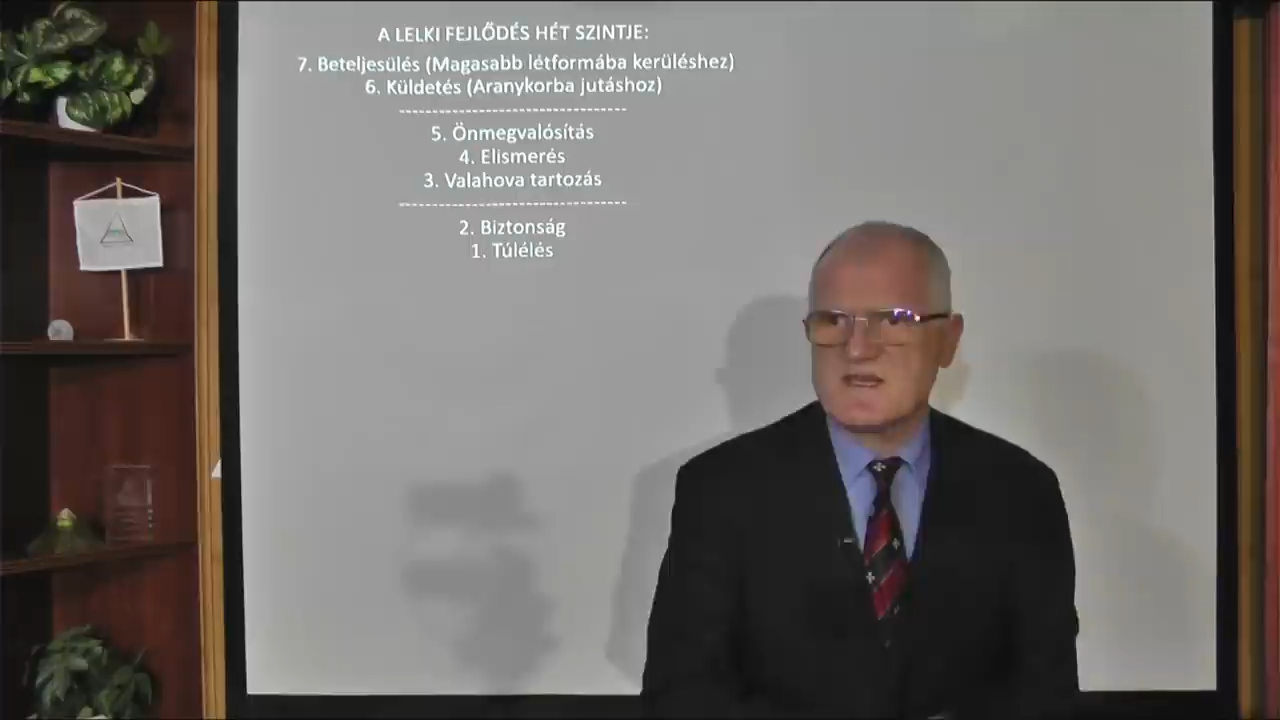 A LELKI FEJLŐDÉS HÉT SZINTJE:
7. Beteljesülés (Magasabb létformába kerüléshez)
6. Küldetés (Aranykorba jutáshoz)
-----------------------------------
5. Önmegvalósítás
4. Elismerés
3. Valahova tartozás
-----------------------------------
2. Biztonság
1. Túlélés